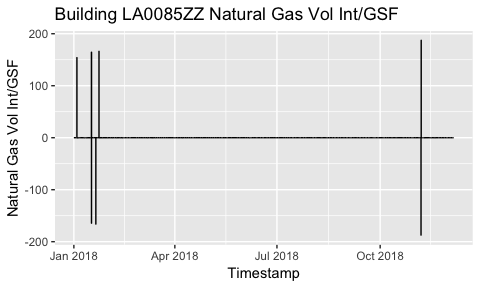 Building LA0085ZZ Natural Gas Vol Int/GSF
Natural Gas Vol Int/GSF
200
100
0
-100
-200
Jan 2018
Apr 2018
Jul 2018
Oct 2018
Timestamp